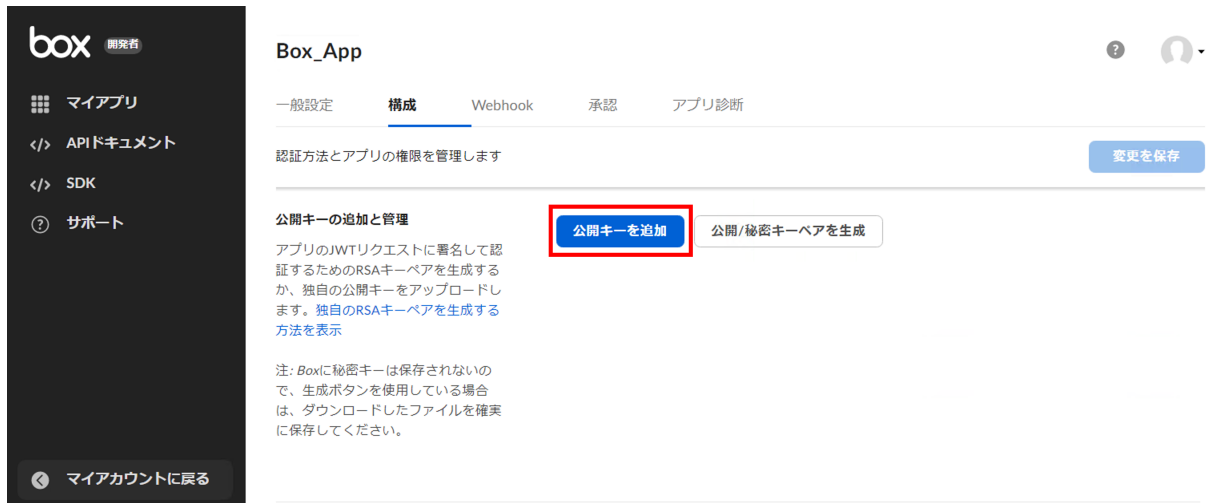 box 開発者
マイアプリ
APIドキュメント
SDK
サポート
マイアカウントに戻る
Box_App
?
一般設定 構成 Webhook 承認 アプリ診断
認証方法とアプリの権限を管理します
変更を保存
公開キーの追加と管理
アプリのJWTリクエストに署名して認
証するためのRSAキーペアを生成する
か、独自の公開キーをアップロードし
ます。独自のRSAキーペアを生成する
方法を表示
注: Boxに秘密キーは保存されないの
で、生成ボタンを使用している場合
は、ダウンロードしたファイルを確実
に保存してください。
公開キーを追加
公開/秘密キーペアを生成